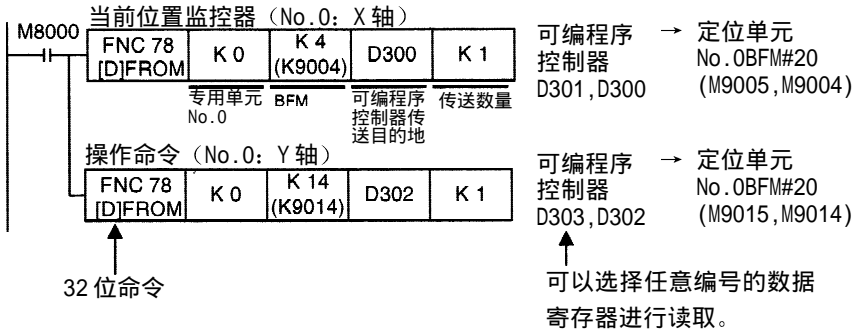 当前位置监控器（No.0：X轴）
M8000
FNC 78
[D]FROM
K 0
K 4
(K9004)
D300
K 1
专用单元
No.0
BFM
可编程序
控制器传
送目的地
传送数量
可编程序
控制器
D301,D300
→ 定位单元
No.0BFM#20
(M9005,M9004)
操作命令（No.0：Y轴）
FNC 78
[D]FROM
K 0
K 14
(K9014)
D302
K 1
可编程序
控制器
D303,D302
→ 定位单元
No.0BFM#20
(M9015,M9014)
32位命令
可以选择任意编号的数据
寄存器进行读取。